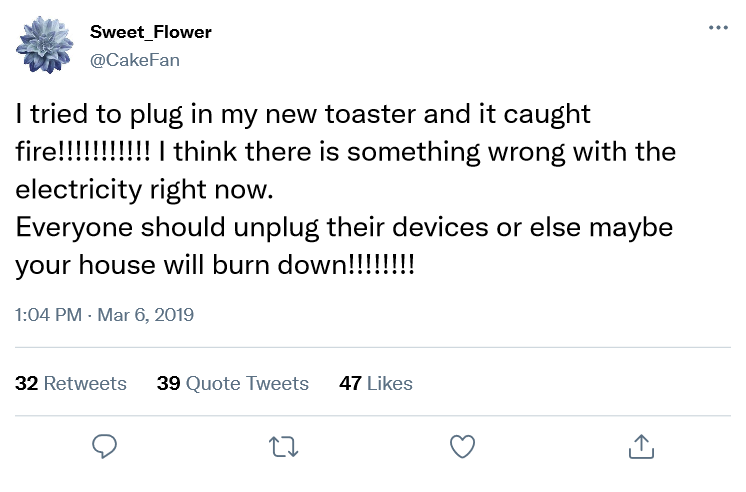 Sweet_Flower
@CakeFan
I tried to plug in my new toaster and it caught
fire!!!!!!!!!!! I think there is something wrong with the
electricity right now.
Everyone should unplug their devices or else maybe
your house will burn down!!!!!!!!
1:04 PM · Mar 6, 2019
32 Retweets 39 Quote Tweets 47 Likes